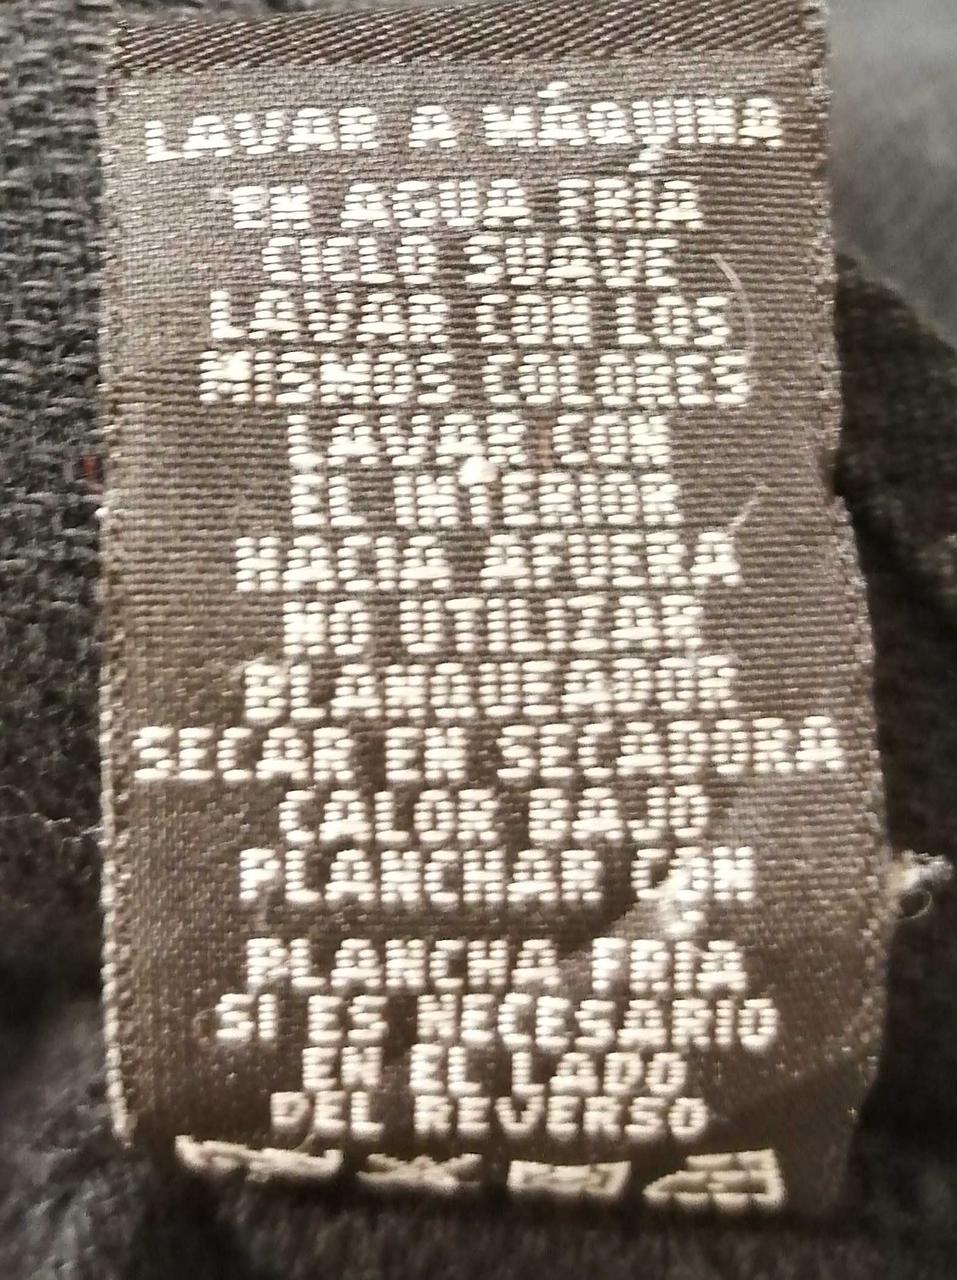 LAVAR A MÁQUINA
EN AGUA FRÍA
CICLO SUAVE
LAVAR CON LOS
MISMOS COLORES
LAVAR CON
EL INTERIOR
HACIA AFUERA
NO UTILIZAR
BLANQUEADOR
SECAR EN SECADORA
CALOR BAJO
PLANCHAR CON
PLANCHA FRÍA
SI ES NECESARIO
EN EL LADO
DEL REVERSO